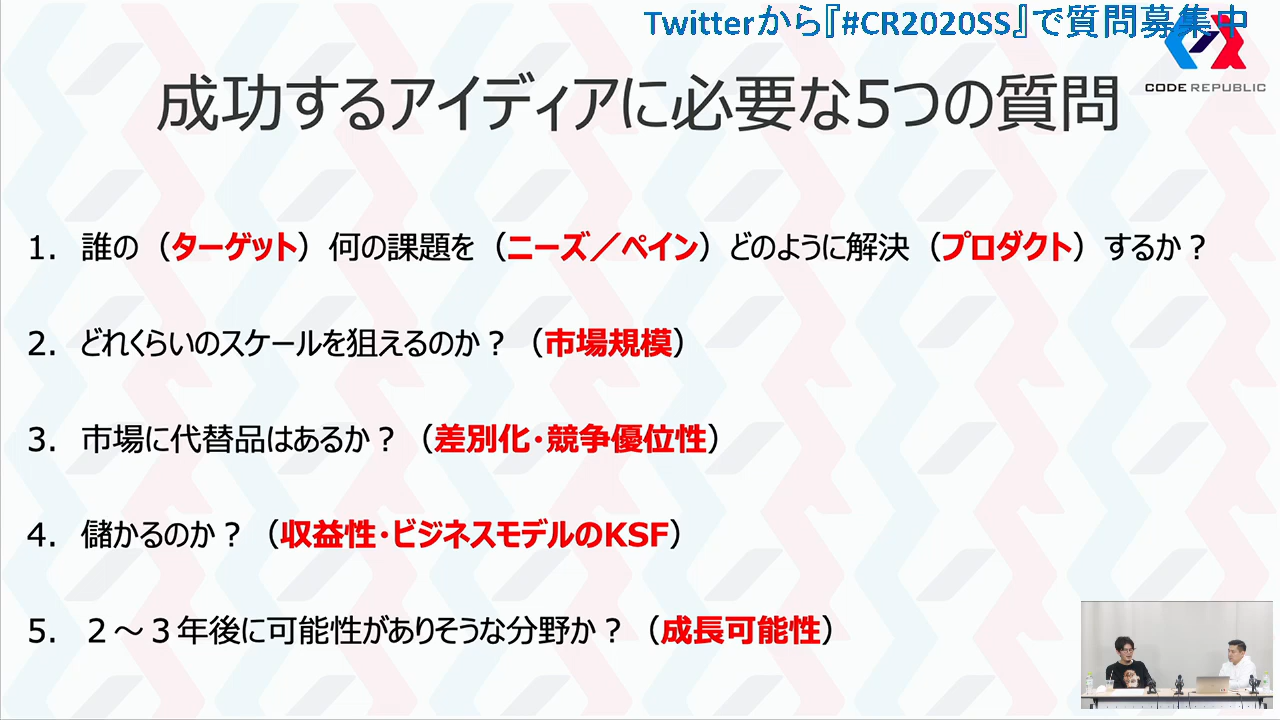 Twitterから『#CR2020SS』で質問募集中
CODE REPUBLIC
成功するアイディアに必要な5つの質問
1. 誰の（ターゲット）何の課題を（ニーズ／ペイン）どのように解決（プロダクト）するか？
2. どれくらいのスケールを狙えるのか？（市場規模）
3. 市場に代替品はあるか？（差別化・競争優位性）
4. 儲かるのか？（収益性・ビジネスモデルのKSF）
5. ２～３年後に可能性がありそうな分野か？（成長可能性）